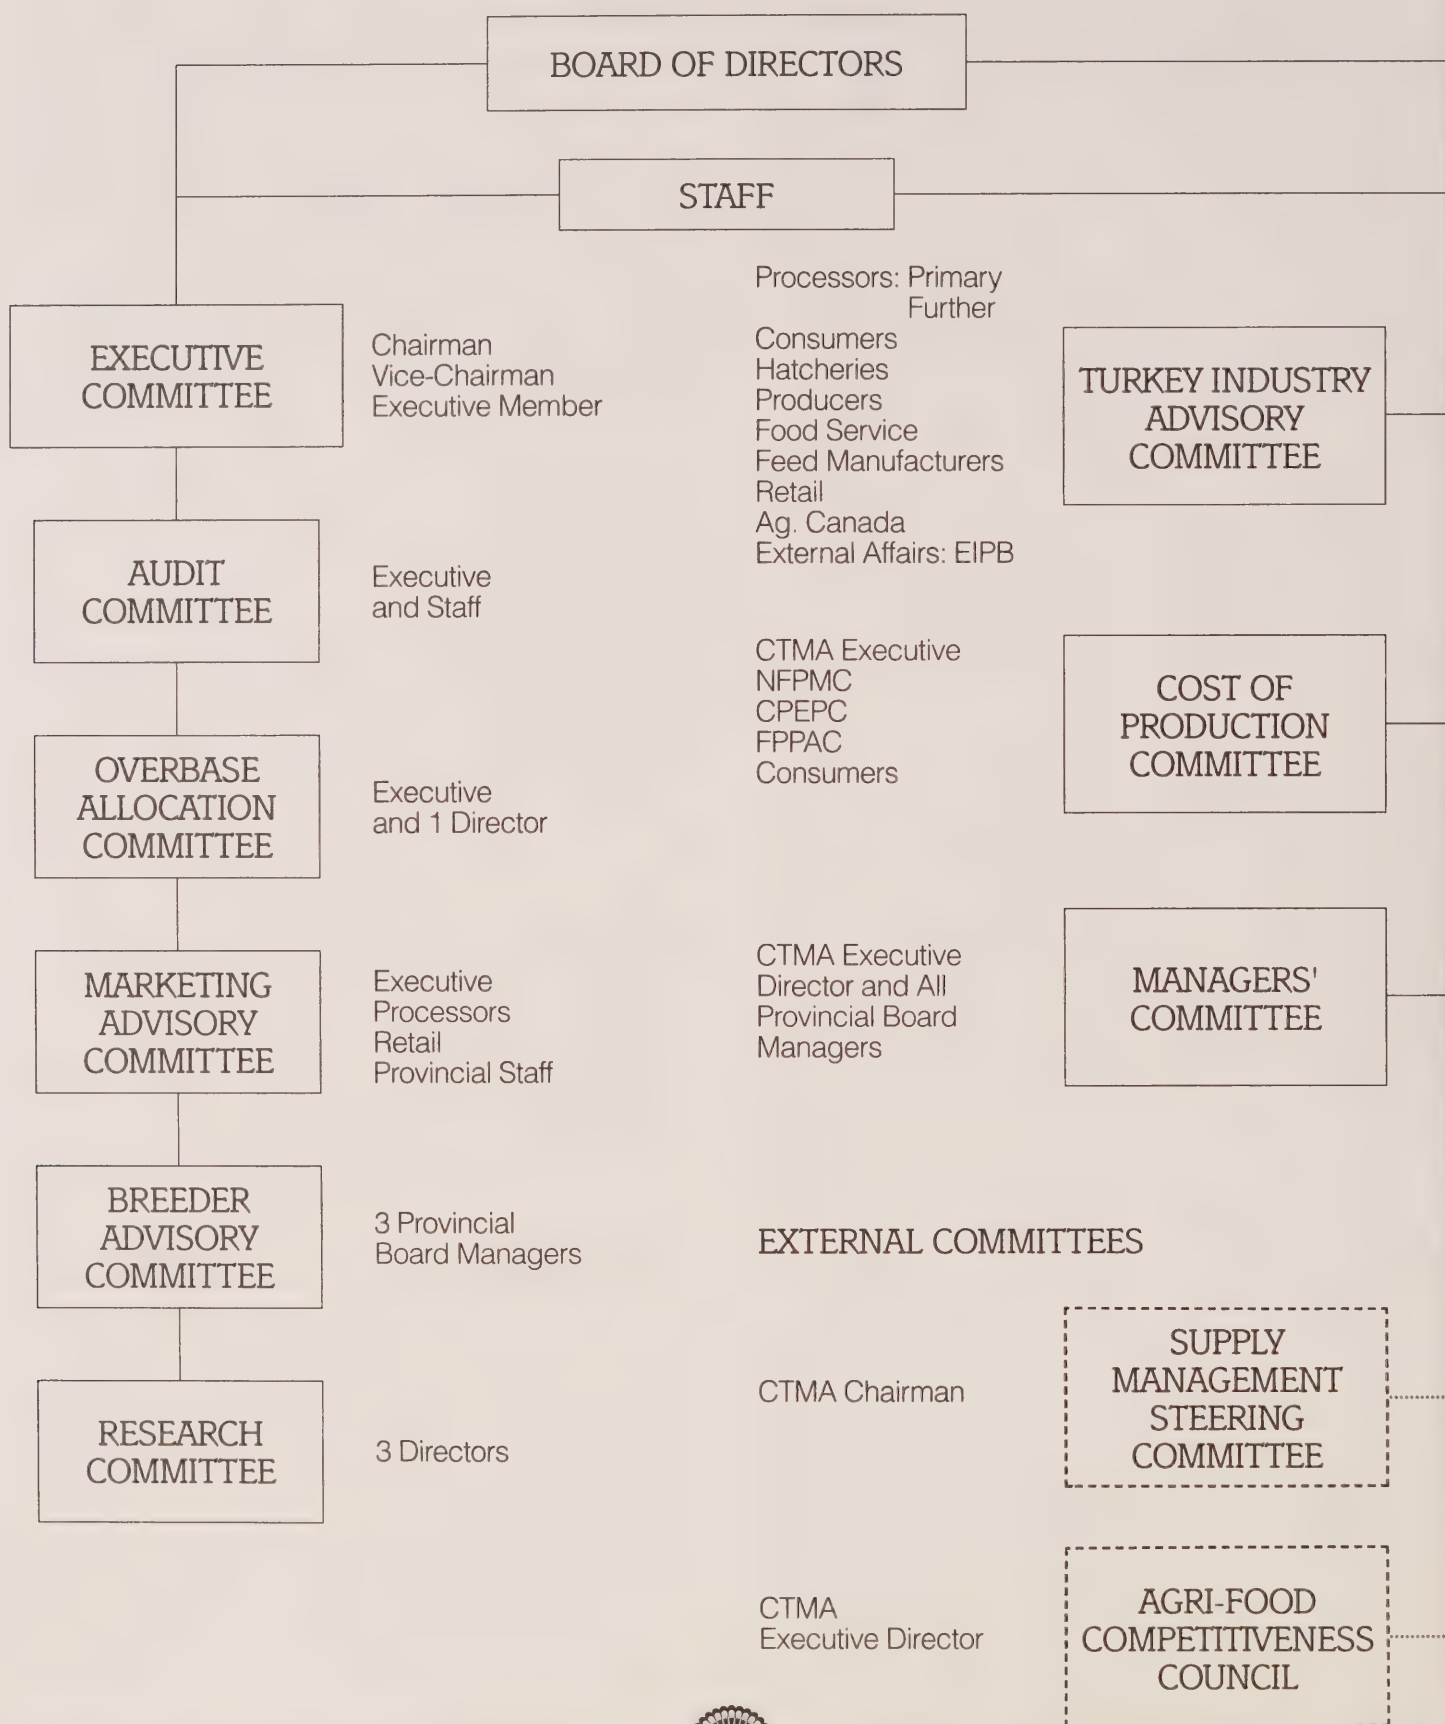 BOARD OF DIRECTORS
STAFF
EXECUTIVE
COMMITTEE
Chairman
Vice-Chairman
Executive Member
AUDIT
COMMITTEE
Executive
and Staff
OVERBASE
ALLOCATION
COMMITTEE
Executive
and 1 Director
MARKETING
ADVISORY
COMMITTEE
Executive
Processors
Retail
Provincial Staff
BREEDER
ADVISORY
COMMITTEE
3 Provincial
Board Managers
RESEARCH
COMMITTEE
3 Directors
Processors: Primary
Further
Consumers
Hatcheries
Producers
Food Service
Feed Manufacturers
Retail
Ag. Canada
External Affairs: EIPB
TURKEY INDUSTRY
ADVISORY
COMMITTEE
CTMA Executive
NFPMC
CPEPC
FPPAC
Consumers
COST OF
PRODUCTION
COMMITTEE
CTMA Executive
Director and All
Provincial Board
Managers
MANAGERS'
COMMITTEE
EXTERNAL COMMITTEES
CTMA Chairman
SUPPLY
MANAGEMENT
STEERING
COMMITTEE
CTMA
Executive Director
AGRI-FOOD
COMPETITIVENESS
COUNCIL